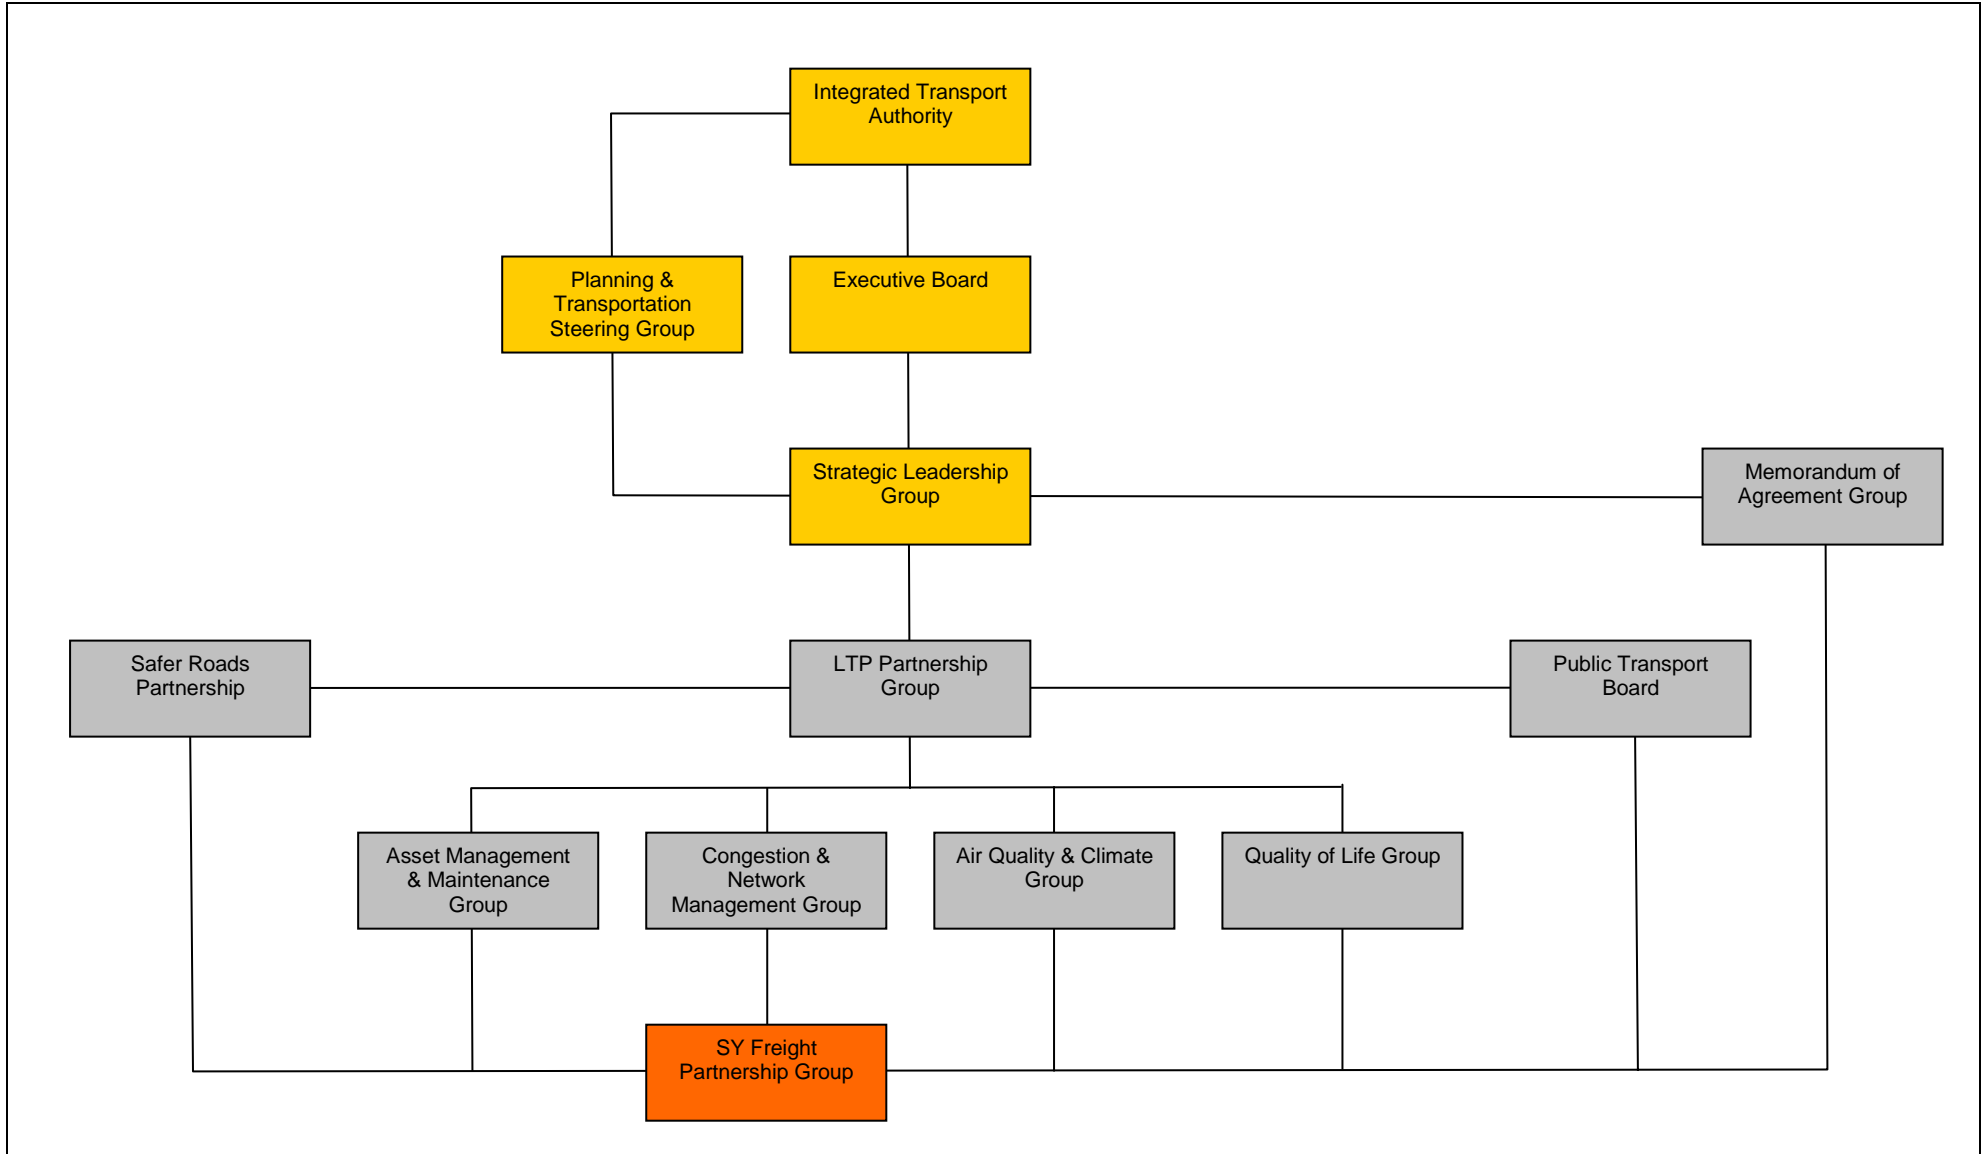 Integrated Transport
Authority
Planning &
Transportation
Steering Group
Executive Board
Strategic Leadership
Group
Memorandum of
Agreement Group
Safer Roads
Partnership
LTP Partnership
Group
Public Transport
Board
Asset Management
& Maintenance
Group
Congestion &
Network
Management Group
Air Quality & Climate
Group
Quality of Life Group
SY Freight
Partnership Group